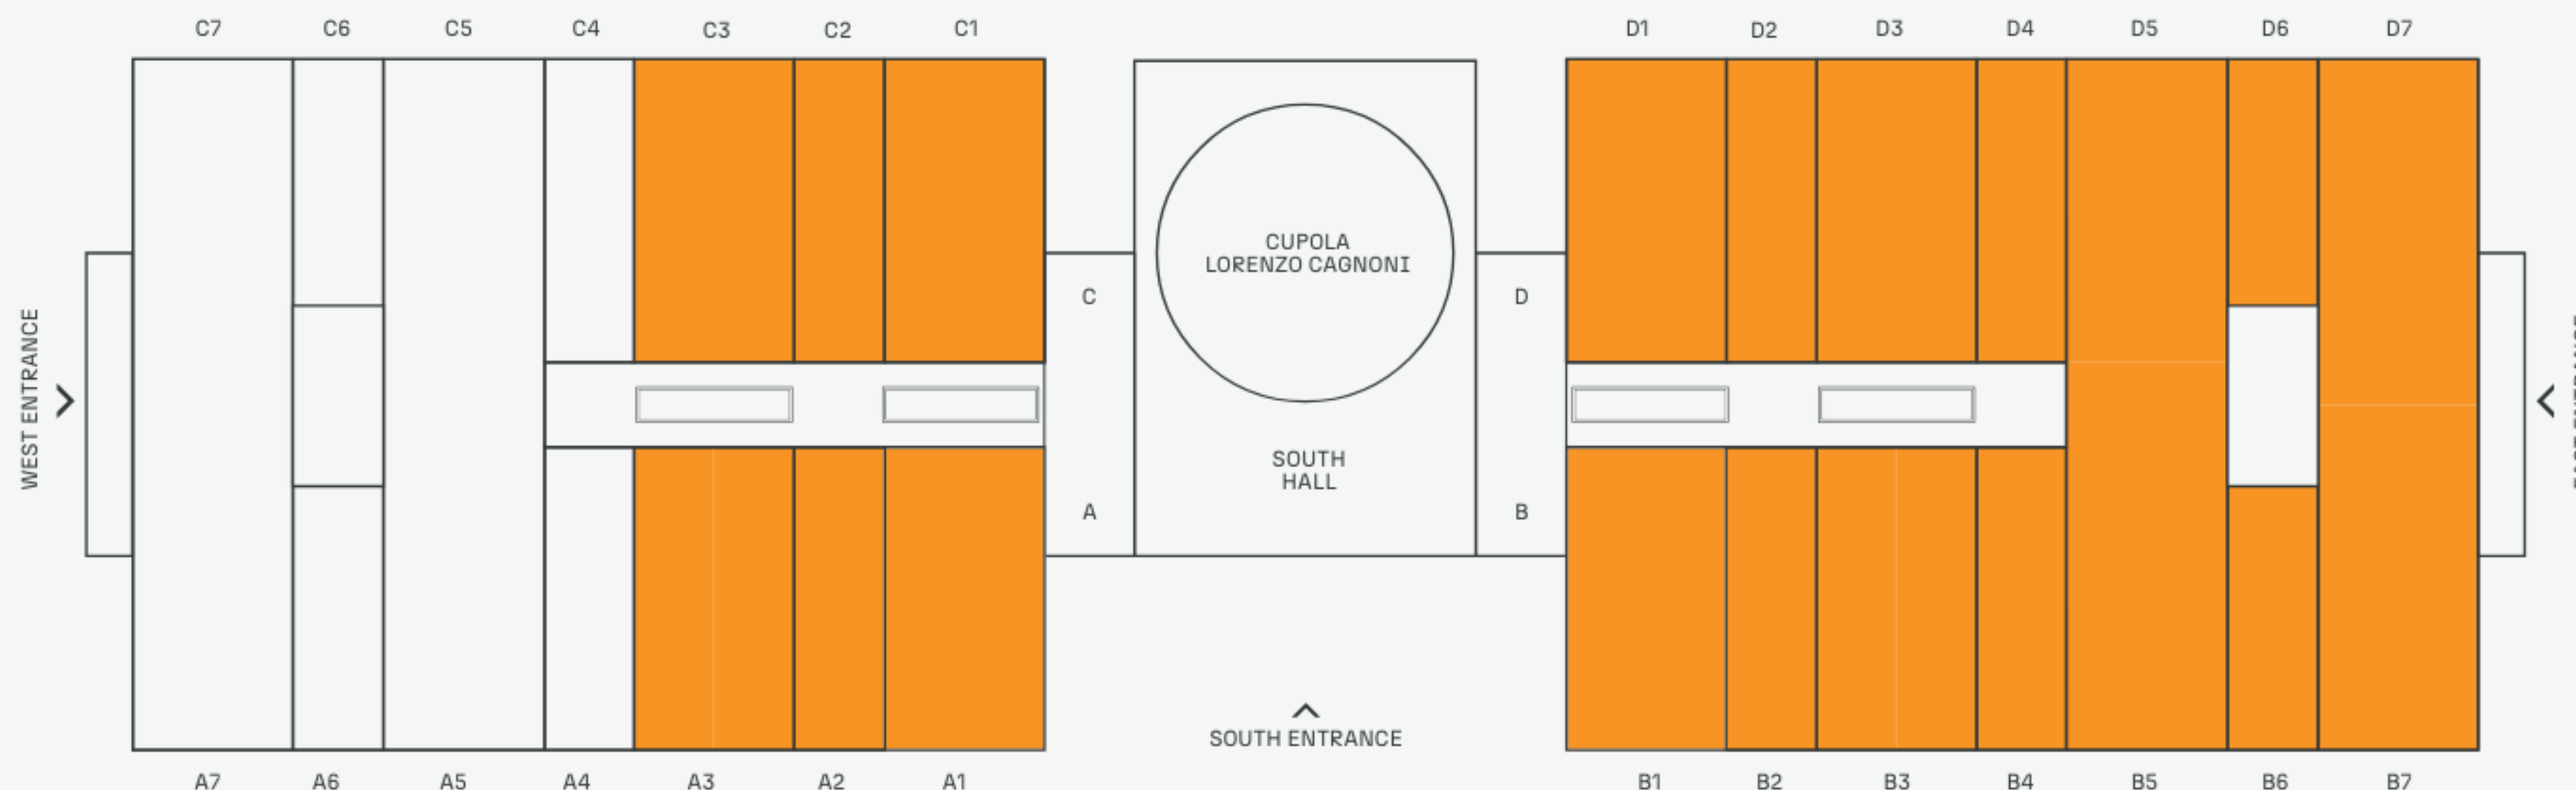 C7 C6 C5 C4 C3 C2 C1 D1 D2 D3 D4 D5 D6 D7
CUPOLA
LORENZO CAGNONI
C
D
WEST ENTRANCE
SOUTH
HALL
A
B
SOUTH ENTRANCE
A7 A6 A5 A4 A3 A2 A1 B1 B2 B3 B4 B5 B6 B7